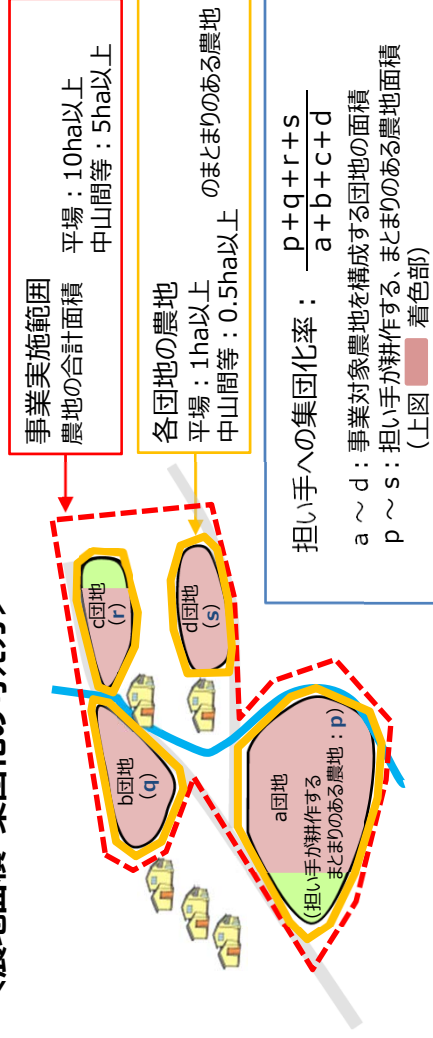 事業実施範囲
農地の合計面積 平場：10ha以上
中山間等：5ha以上
各団地の農地
平場：1ha以上
中山間等：0.5ha以上
のまとまりのある農地
担い手への集団化率： p+q+r+s
a+b+c+d
a ～ d：事業対象農地を構成する団地の面積
p ～ s：担い手が耕作する、まとまりのある農地面積
（上図 着色部）
b団地
（q）
c団地
（r）
d団地
（s）
a団地
（担い手が耕作する
まとまりのある農地：p）